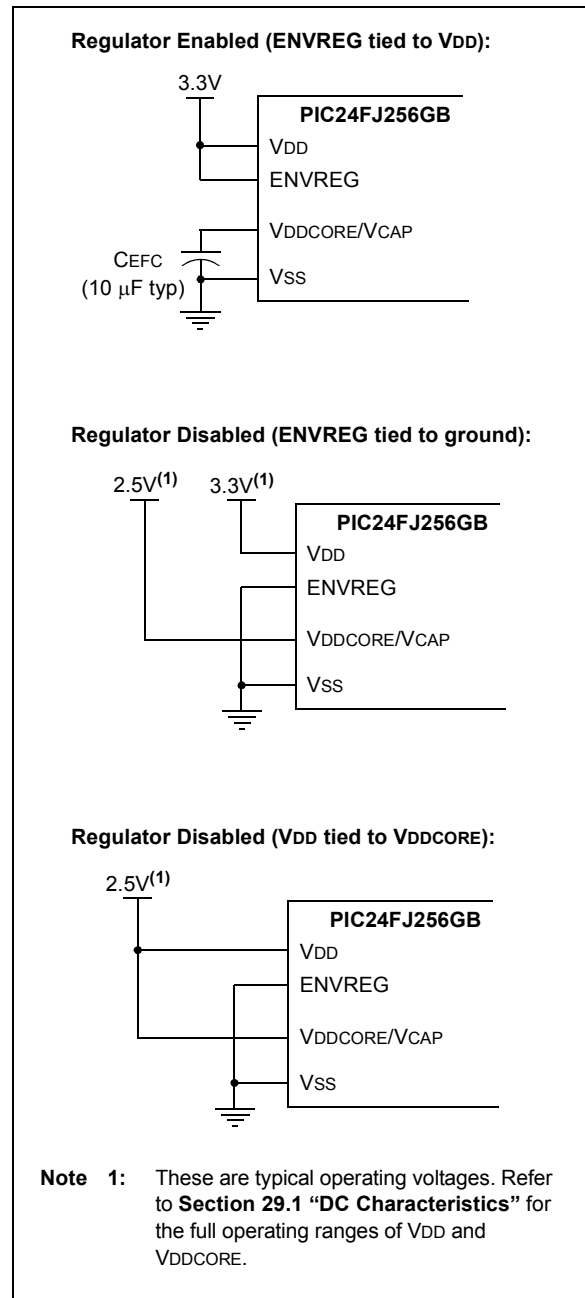 Regulator Enabled (ENVREG tied to VDD):
3.3V
PIC24FJ256GB
VDD
ENVREG
VDDCORE/VCAP
CEFC
(10 μF typ)
VSS
Regulator Disabled (ENVREG tied to ground):
2.5V(1) 3.3V(1)
PIC24FJ256GB
VDD
ENVREG
VDDCORE/VCAP
VSS
Regulator Disabled (VDD tied to VDDCORE):
2.5V(1)
PIC24FJ256GB
VDD
ENVREG
VDDCORE/VCAP
VSS
Note 1: These are typical operating voltages. Refer
to Section 29.1 “DC Characteristics” for
the full operating ranges of VDD and
VDDCORE.